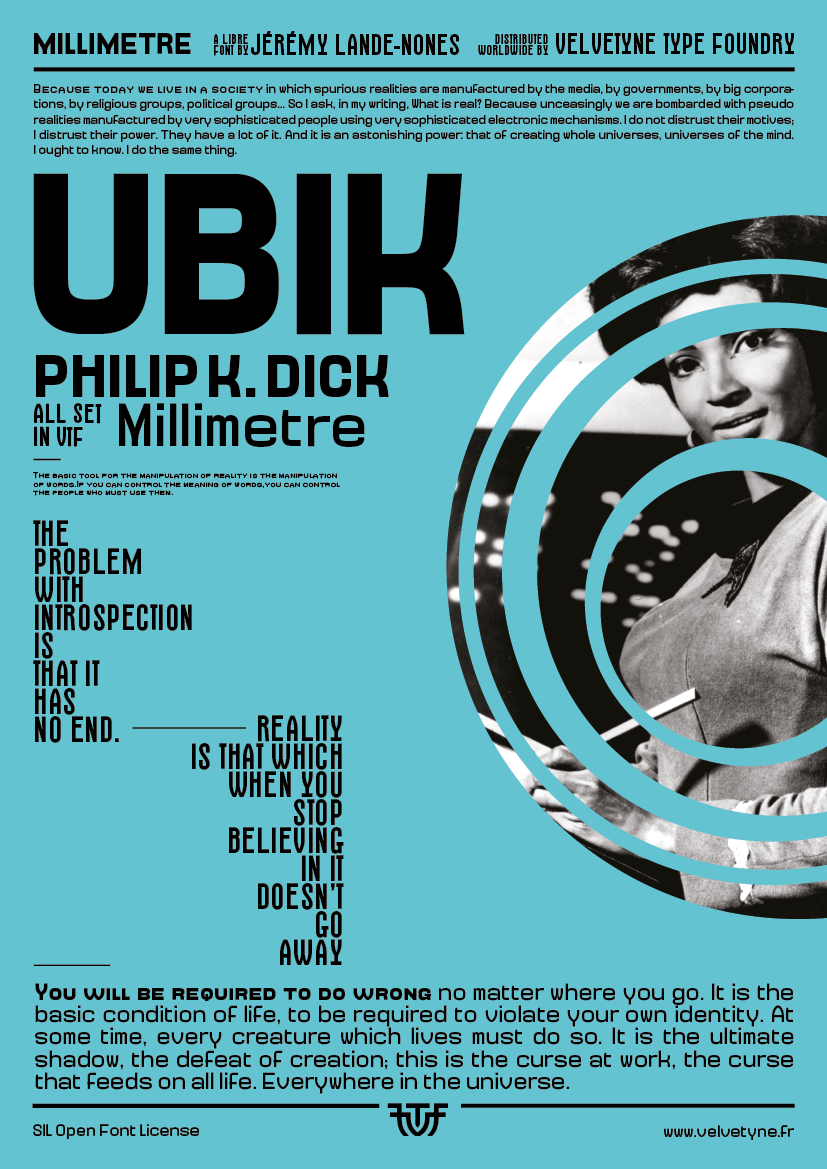 MILLIMETRE A LIBRE FONT BY JÉRÉMY LANDE-NONES DISTRIBUTED WORLDWIDE BY VELVETYNE TYPE FOUNDRY
Because today we live in a society in which spurious realities are manufactured by the media, by governments, by big corpora-
tions, by religious groups, political groups... So I ask, in my writing, What is real? Because unceasingly we are bombarded with pseudo
realities manufactured by very sophisticated people using very sophisticated electronic mechanisms. I do not distrust their motives;
I distrust their power. They have a lot of it. And it is an astonishing power: that of creating whole universes, universes of the mind.
I ought to know. I do the same thing.
UBIK
PHILIP K. DICK
ALL SET
IN VTF
Millimetre
The basic tool for the manipulation of reality is the manipulation
of words.If you can control the meaning of words,you can control
the people who must use them.
THE
PROBLEM
WITH
INTROSPECTION
IS
THAT IT
HAS
NO END.
REALITY
IS THAT WHICH
WHEN YOU
STOP
BELIEVING
IN IT
DOESN'T
GO
AWAY
You will be required to do wrong no matter where you go. It is the
basic condition of life, to be required to violate your own identity. At
some time, every creature which lives must do so. It is the ultimate
shadow, the defeat of creation; this is the curse at work, the curse
that feeds on all life. Everywhere in the universe.
SIL Open Font License
VTF
www.velvetyne.fr